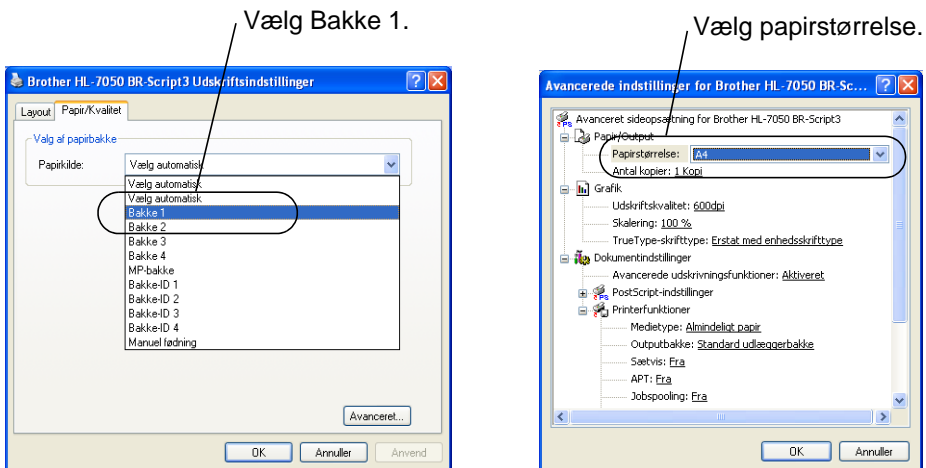 Vælg Bakke 1.
Brother HL-7050 BR-Script3 Udskriftsindstillinger
Layout Papir/Kvalitet
Valg af papirbakke
Papirkilde: Vælg automatisk
Vælg automatisk
Vælg automatisk
Bakke 1
Bakke 2
Bakke 3
Bakke 4
MP-bakke
Bakke-ID 1
Bakke-ID 2
Bakke-ID 3
Bakke-ID 4
Manuel fødning
Avanceret...
OK Annuller Anvend
Vælg papirstørrelse.
Avancerede indstillinger for Brother HL-7050 BR-Sc...
Avanceret sideopsætning for Brother HL-7050 BR-Script3
Papir/Output
Papirstørrelse: A4
Antal kopier: 1 Kopi
Grafik
Udskriftskvalitet: 600dpi
Skalering: 100 %
TrueType-skrifttype: Erstat med enhedsskrifttype
Dokumentindstillinger
Avancerede udskrivningsfunktioner: Aktiveret
PostScript-indstillinger
Printerfunktioner
Medietype: Almindeligt papir
Outputbakke: Standard udlæggerbakke
Sætvis: Fra
APT: Fra
Jobspooling: Fra
OK Annuller